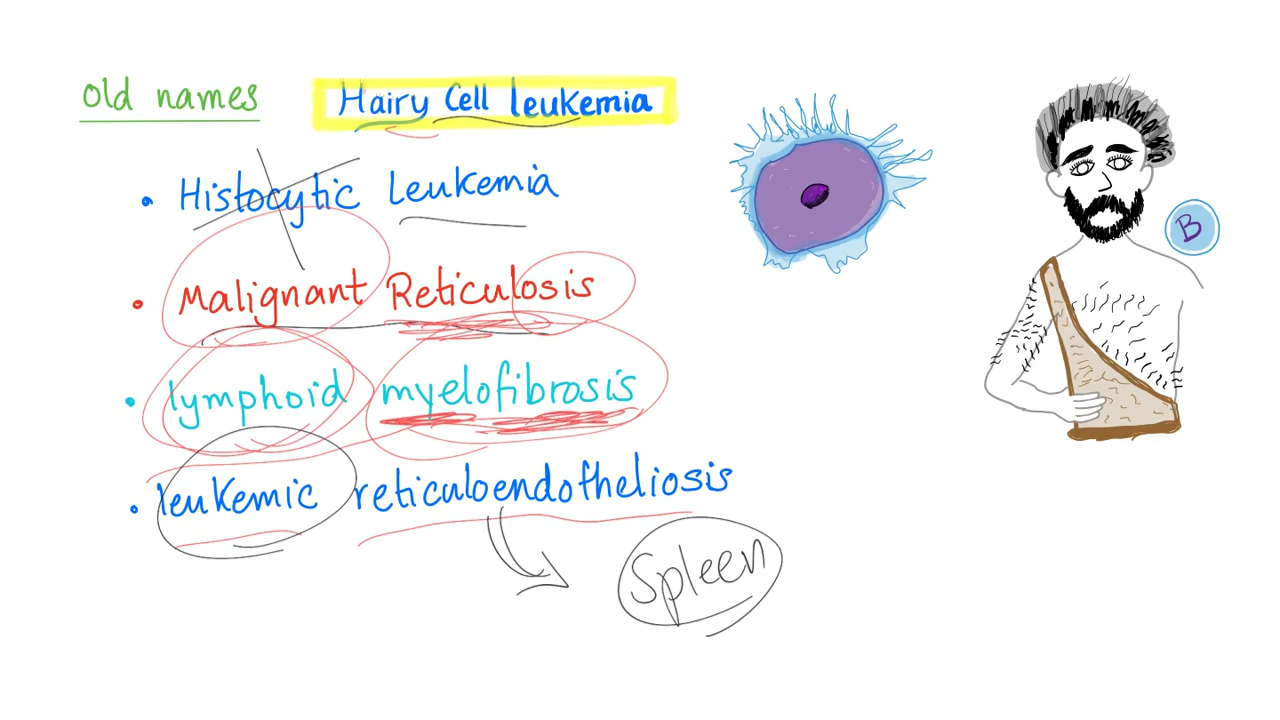 Old names
Hairy Cell leukemia
• Histocytic Leukemia
• Malignant Reticulosis
• lymphoid myelofibrosis
• leukemic reticuloendotheliosis
Spleen
B